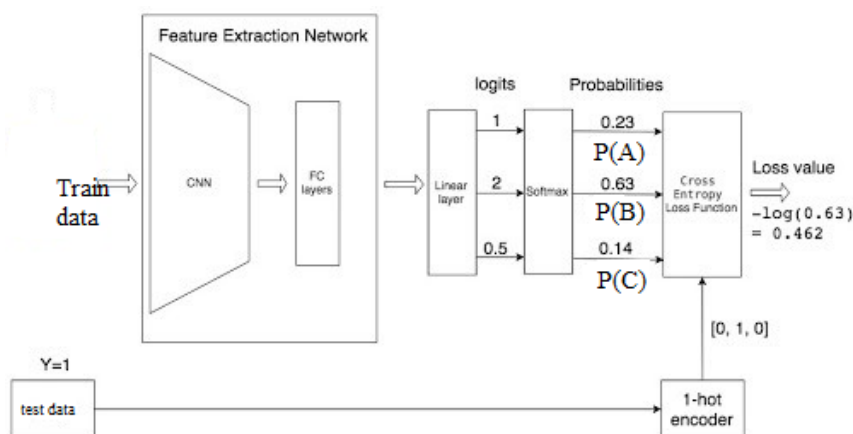 Feature Extraction Network
CNN
FC
layers
Train
data
Linear
layer
logits
1
2
0.5
Softmax
Probabilities
0.23
P(A)
0.63
P(B)
0.14
P(C)
Cross
Entropy
Loss Function
Loss value
-log(0.63)
= 0.462
[0, 1, 0]
Y=1
test data
1-hot
encoder